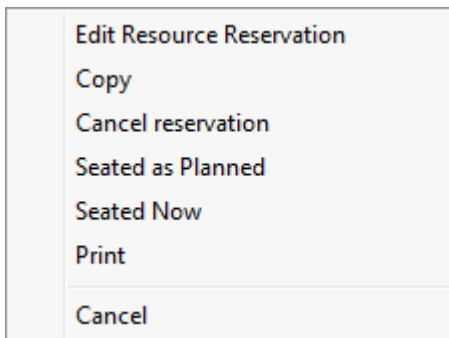 Edit Resource Reservation
Copy
Cancel reservation
Seated as Planned
Seated Now
Print
Cancel